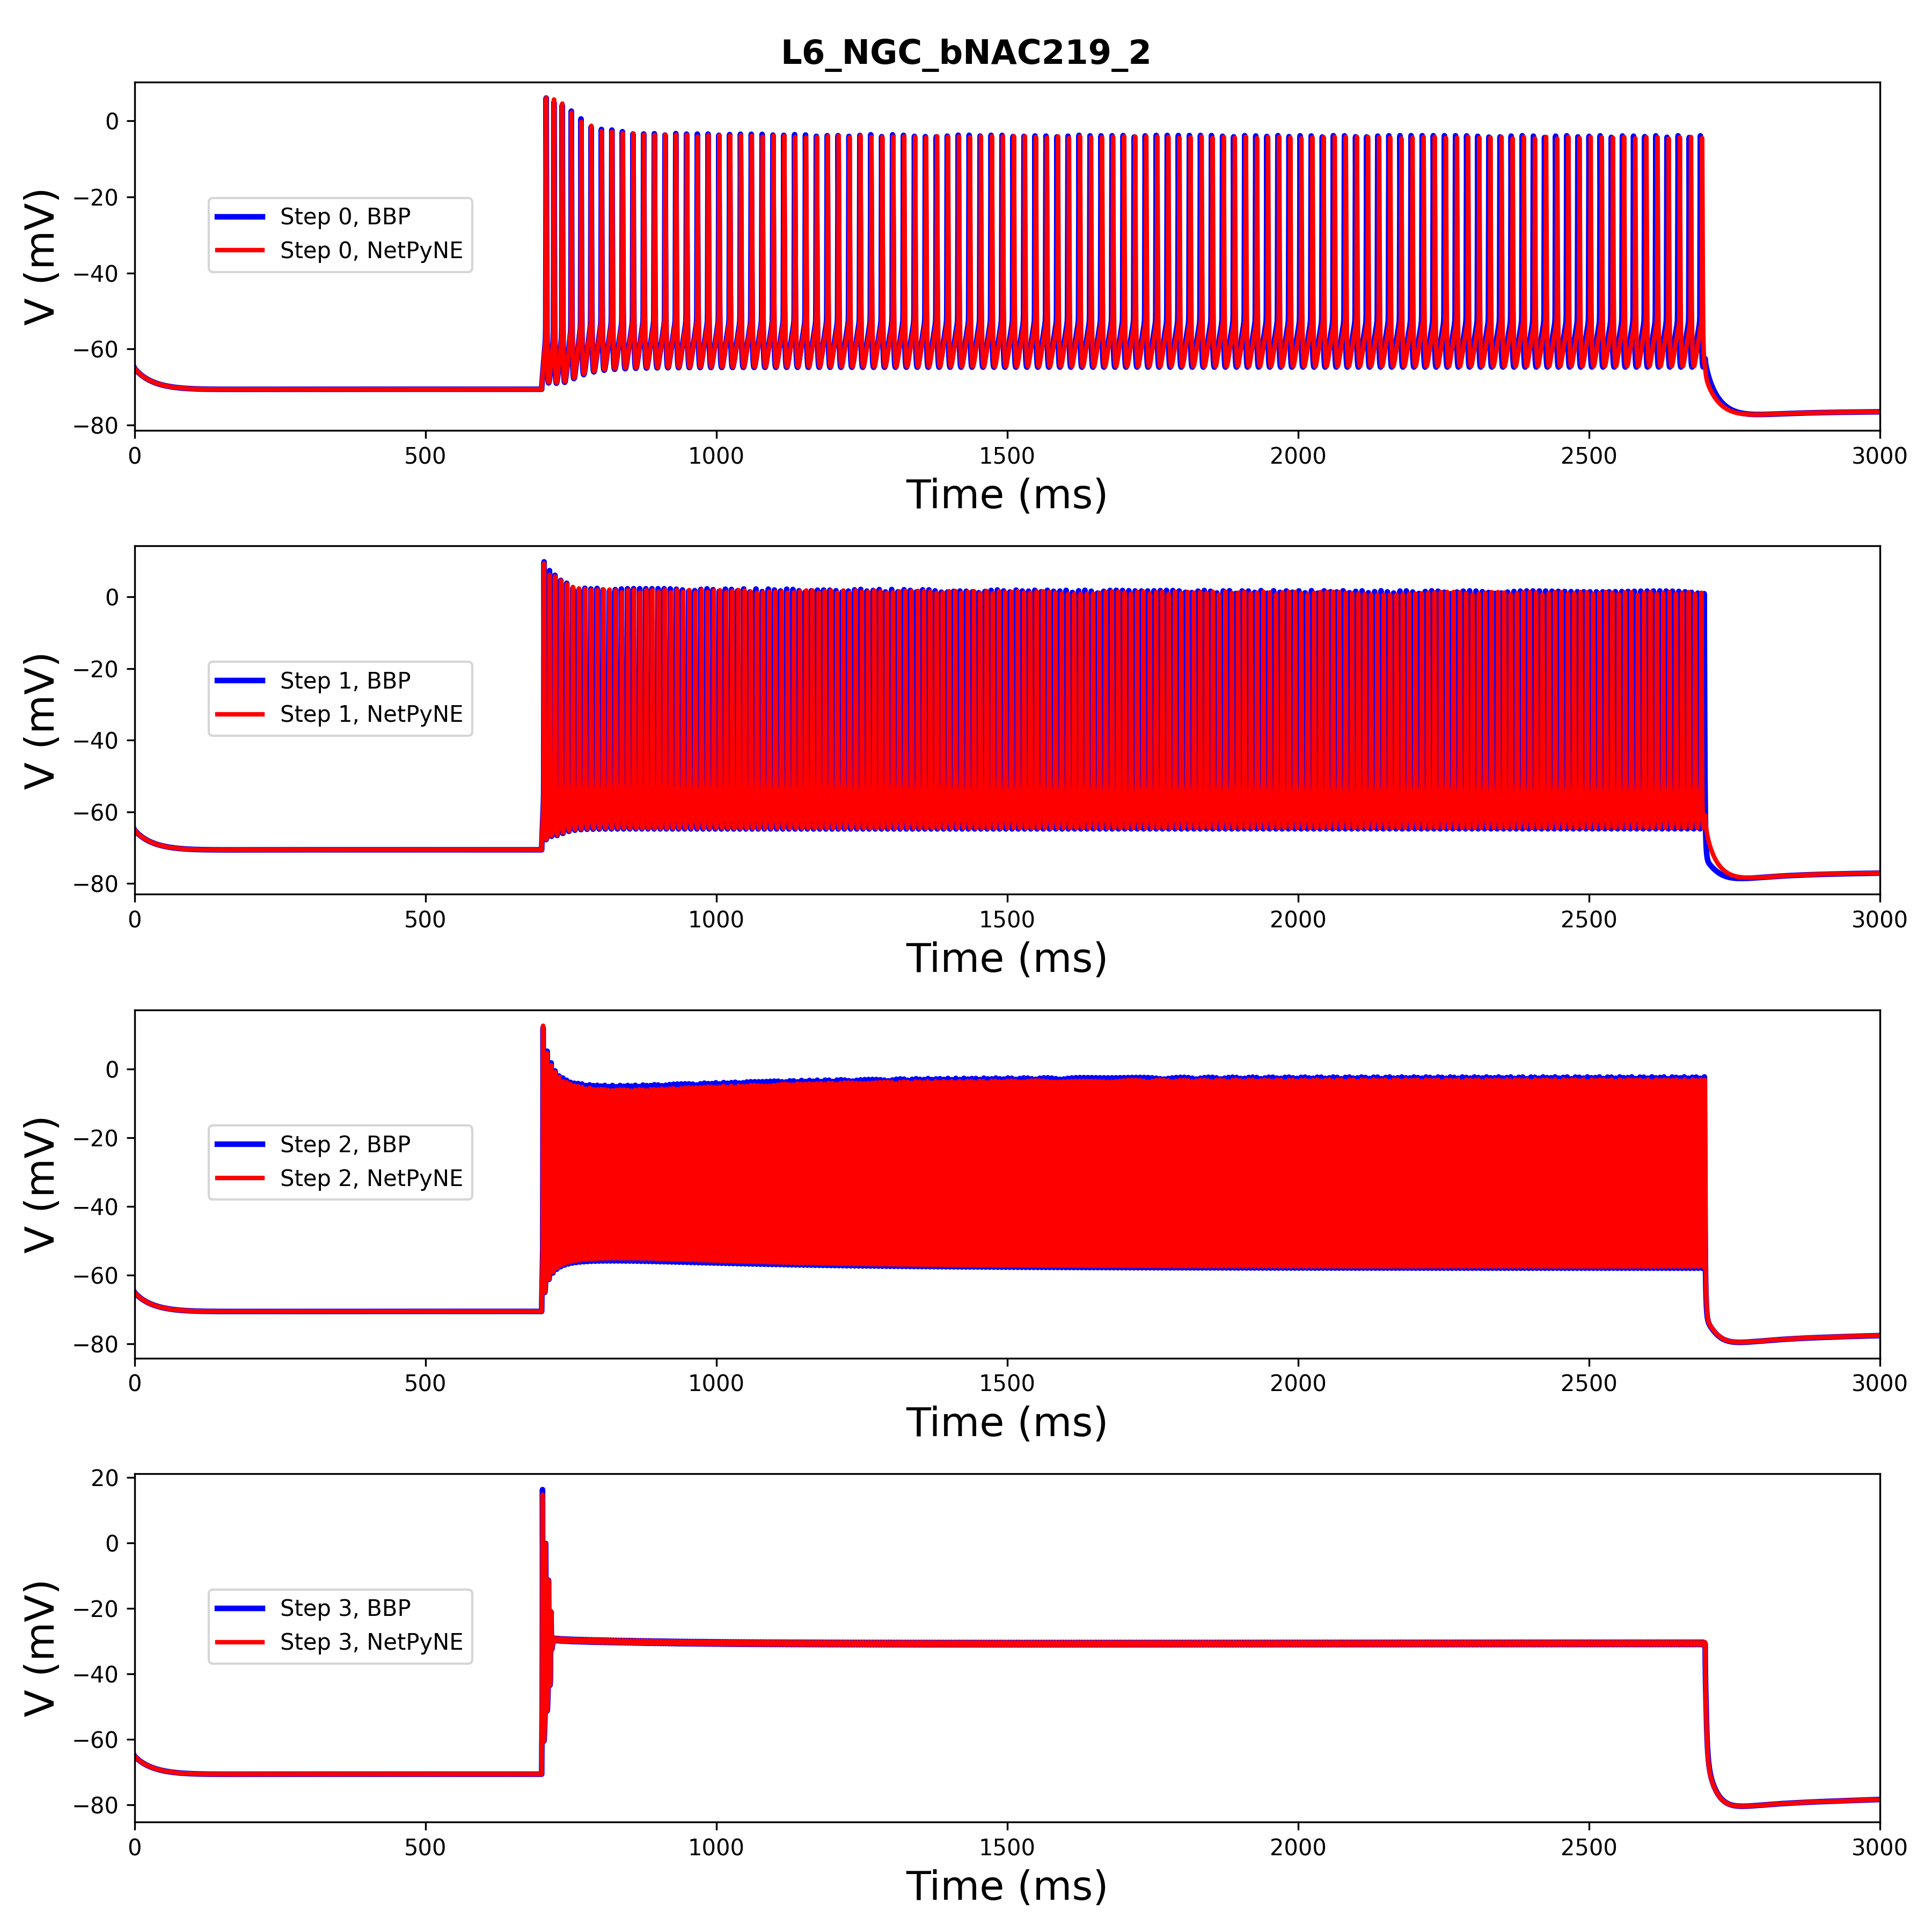 L6_NGC_bNAC219_2
0
−20
−40
−60
−80
V (mV)
Step 0, BBP
Step 0, NetPyNE
0 500 1000 1500 2000 2500 3000
Time (ms)
0
−20
−40
−60
−80
V (mV)
Step 1, BBP
Step 1, NetPyNE
0 500 1000 1500 2000 2500 3000
Time (ms)
0
−20
−40
−60
−80
V (mV)
Step 2, BBP
Step 2, NetPyNE
0 500 1000 1500 2000 2500 3000
Time (ms)
20
0
−20
−40
−60
−80
V (mV)
Step 3, BBP
Step 3, NetPyNE
0 500 1000 1500 2000 2500 3000
Time (ms)